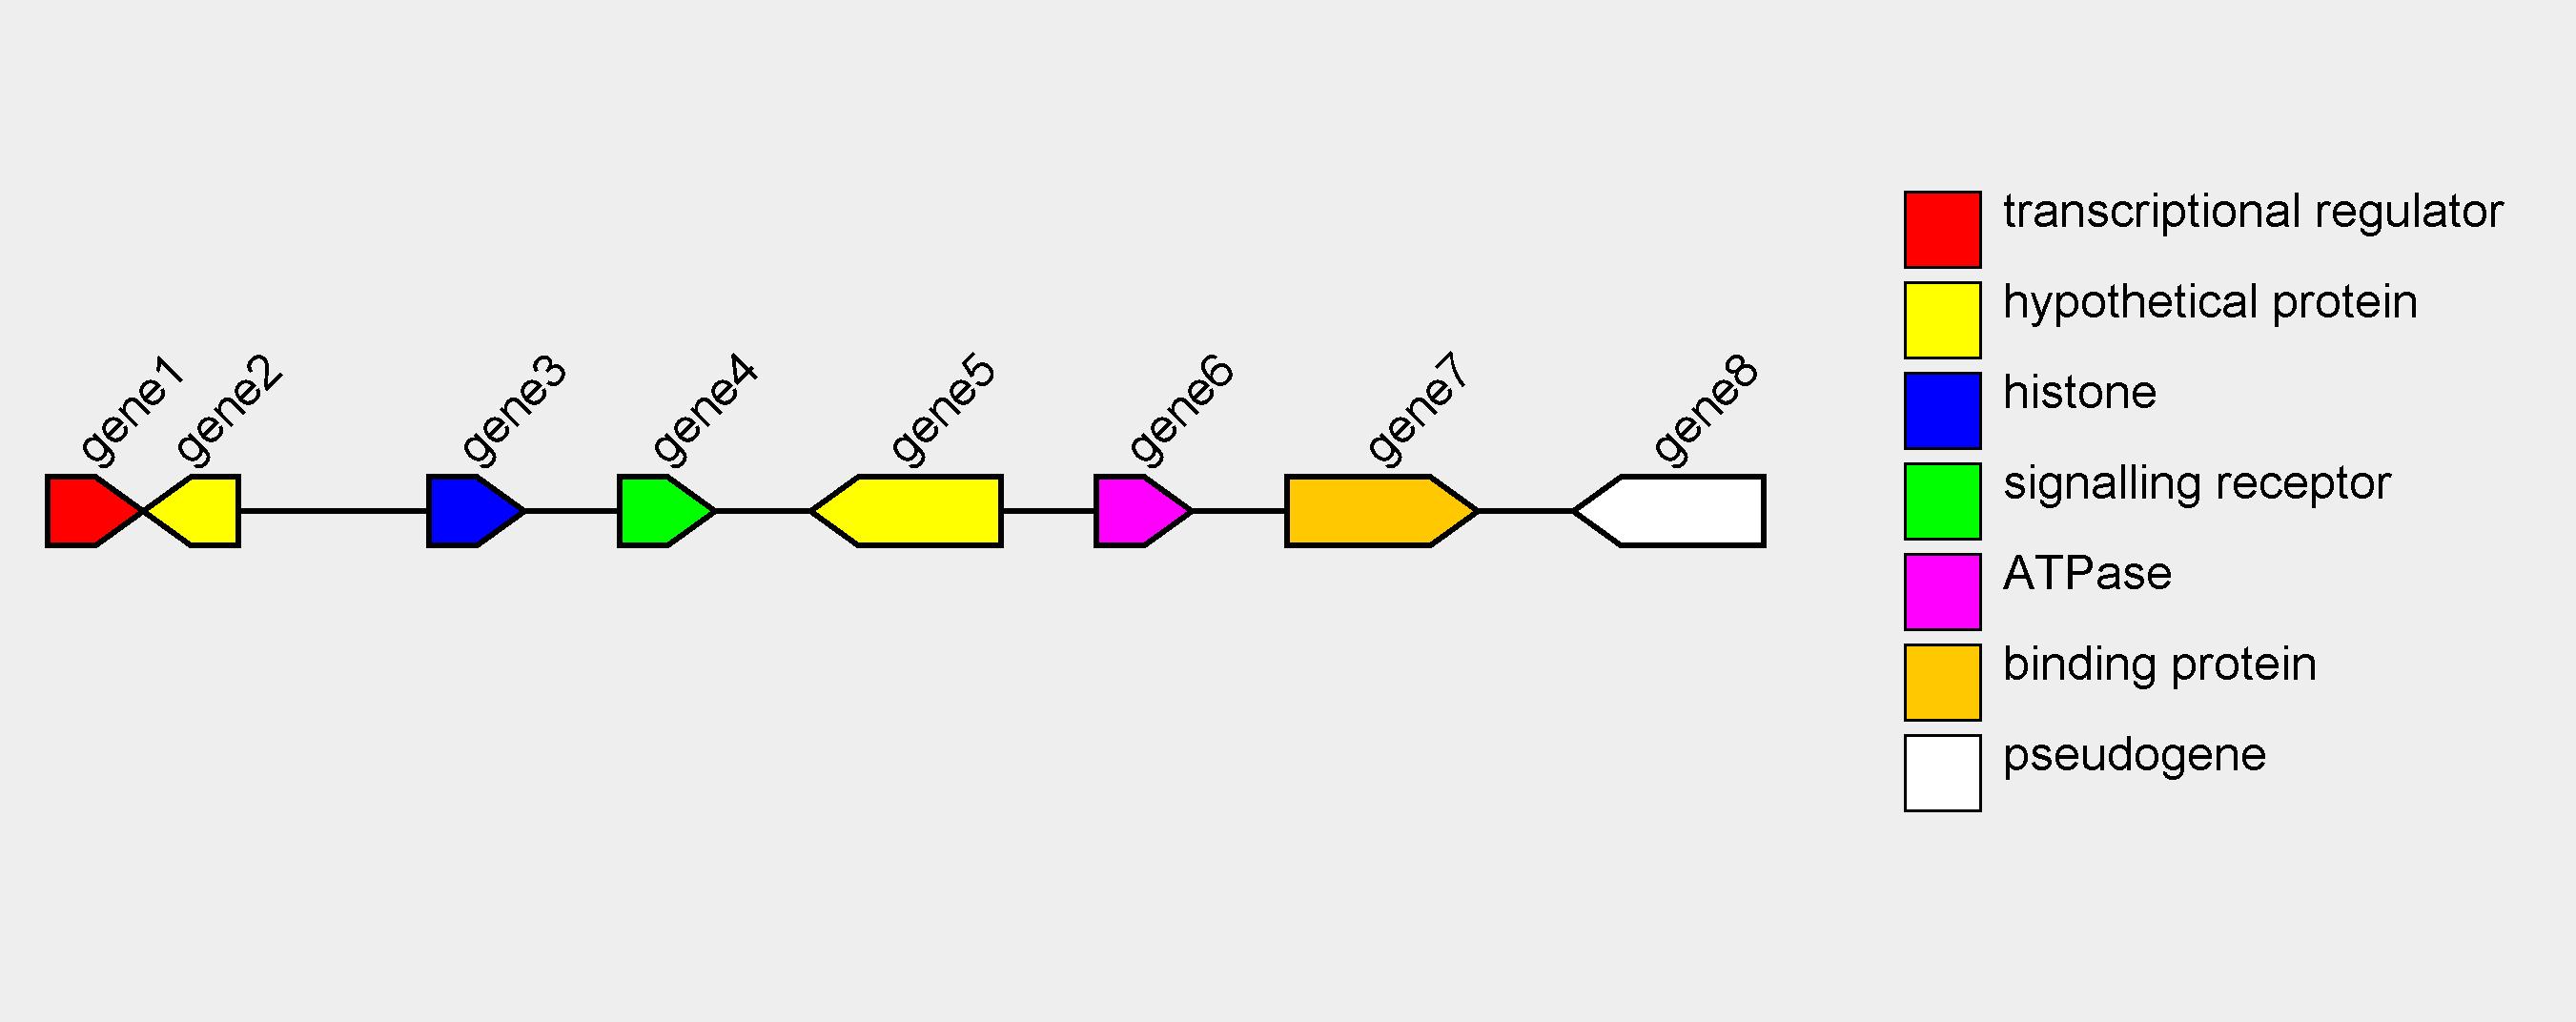 gene1
gene2
gene3
gene4
gene5
gene6
gene7
gene8
transcriptional regulator
hypothetical protein
histone
signalling receptor
ATPase
binding protein
pseudogene